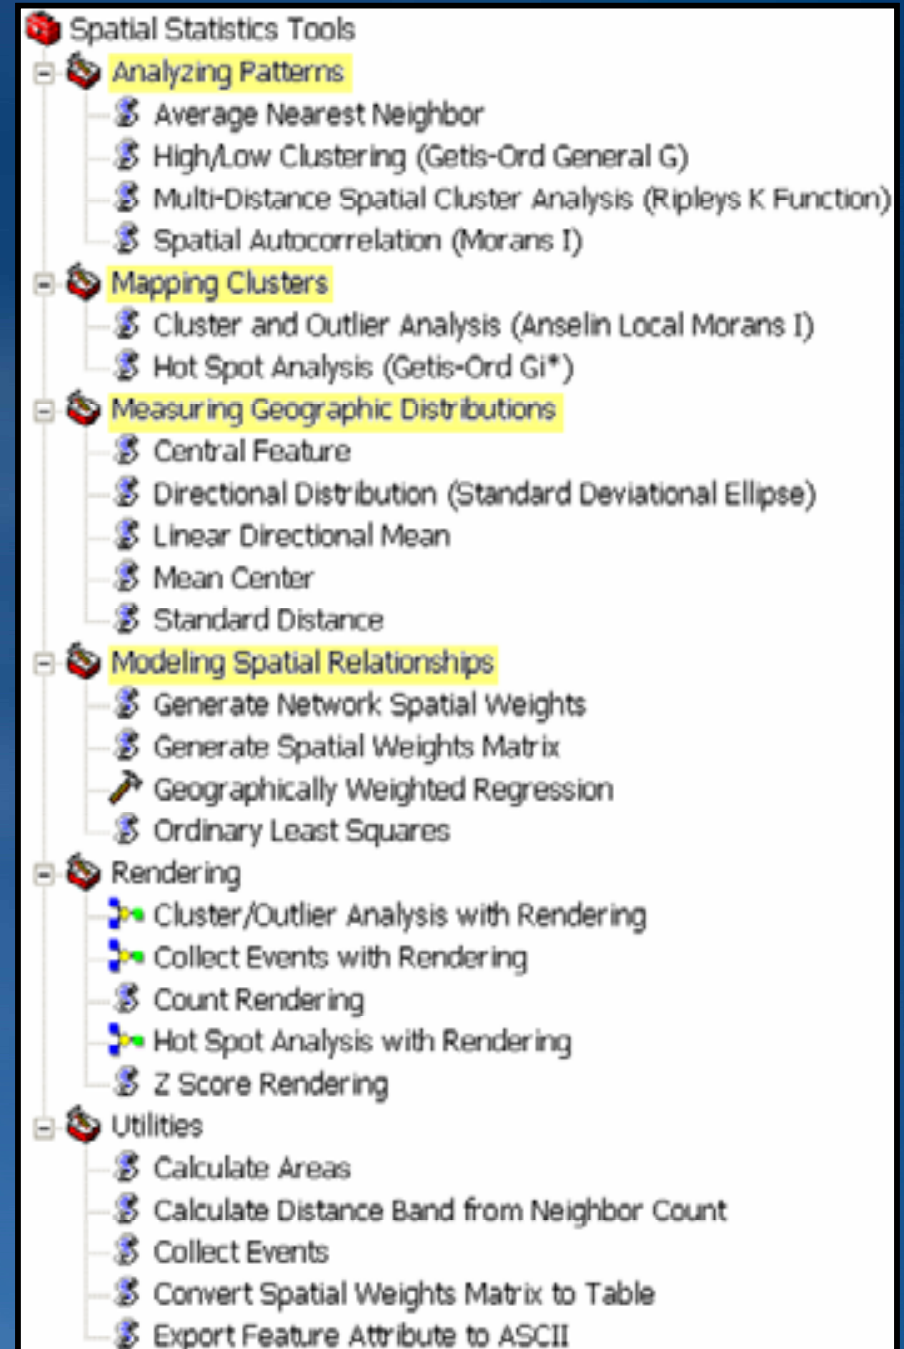 Spatial Statistics Tools
Analyzing Patterns
Average Nearest Neighbor
High/Low Clustering (Getis-Ord General G)
Multi-Distance Spatial Cluster Analysis (Ripleys K Function)
Spatial Autocorrelation (Morans I)
Mapping Clusters
Cluster and Outlier Analysis (Anselin Local Morans I)
Hot Spot Analysis (Getis-Ord Gi*)
Measuring Geographic Distributions
Central Feature
Directional Distribution (Standard Deviational Ellipse)
Linear Directional Mean
Mean Center
Standard Distance
Modeling Spatial Relationships
Generate Network Spatial Weights
Generate Spatial Weights Matrix
Geographically Weighted Regression
Ordinary Least Squares
Rendering
Cluster/Outlier Analysis with Rendering
Collect Events with Rendering
Count Rendering
Hot Spot Analysis with Rendering
Z Score Rendering
Utilities
Calculate Areas
Calculate Distance Band from Neighbor Count
Collect Events
Convert Spatial Weights Matrix to Table
Export Feature Attribute to ASCII